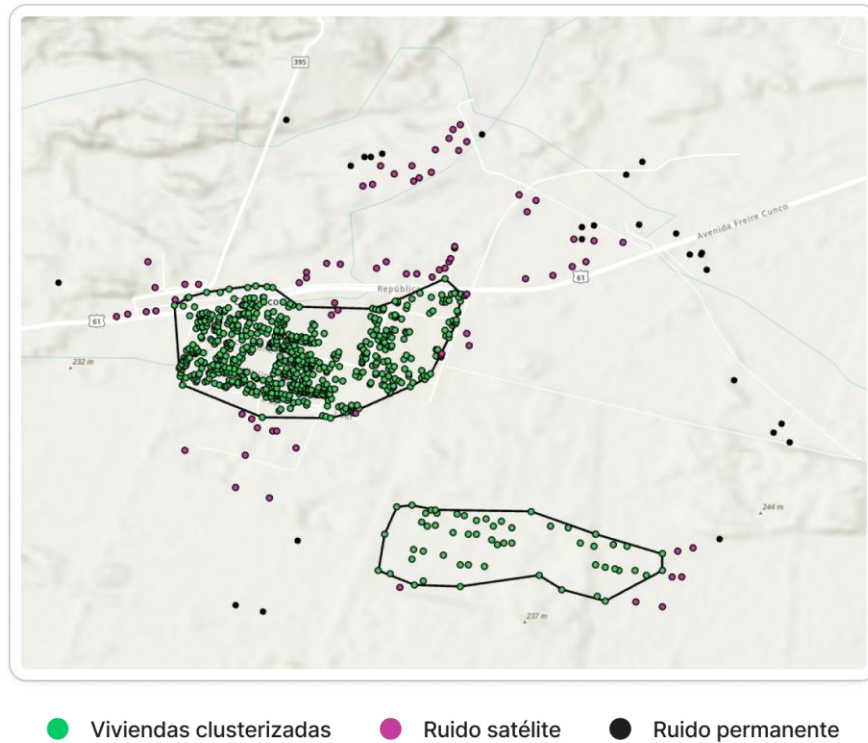 395
Avenida Freire Cunco
61
República
61
232 m
244 m
237 m
Viviendas clusterizadas
Ruido satélite
Ruido permanente